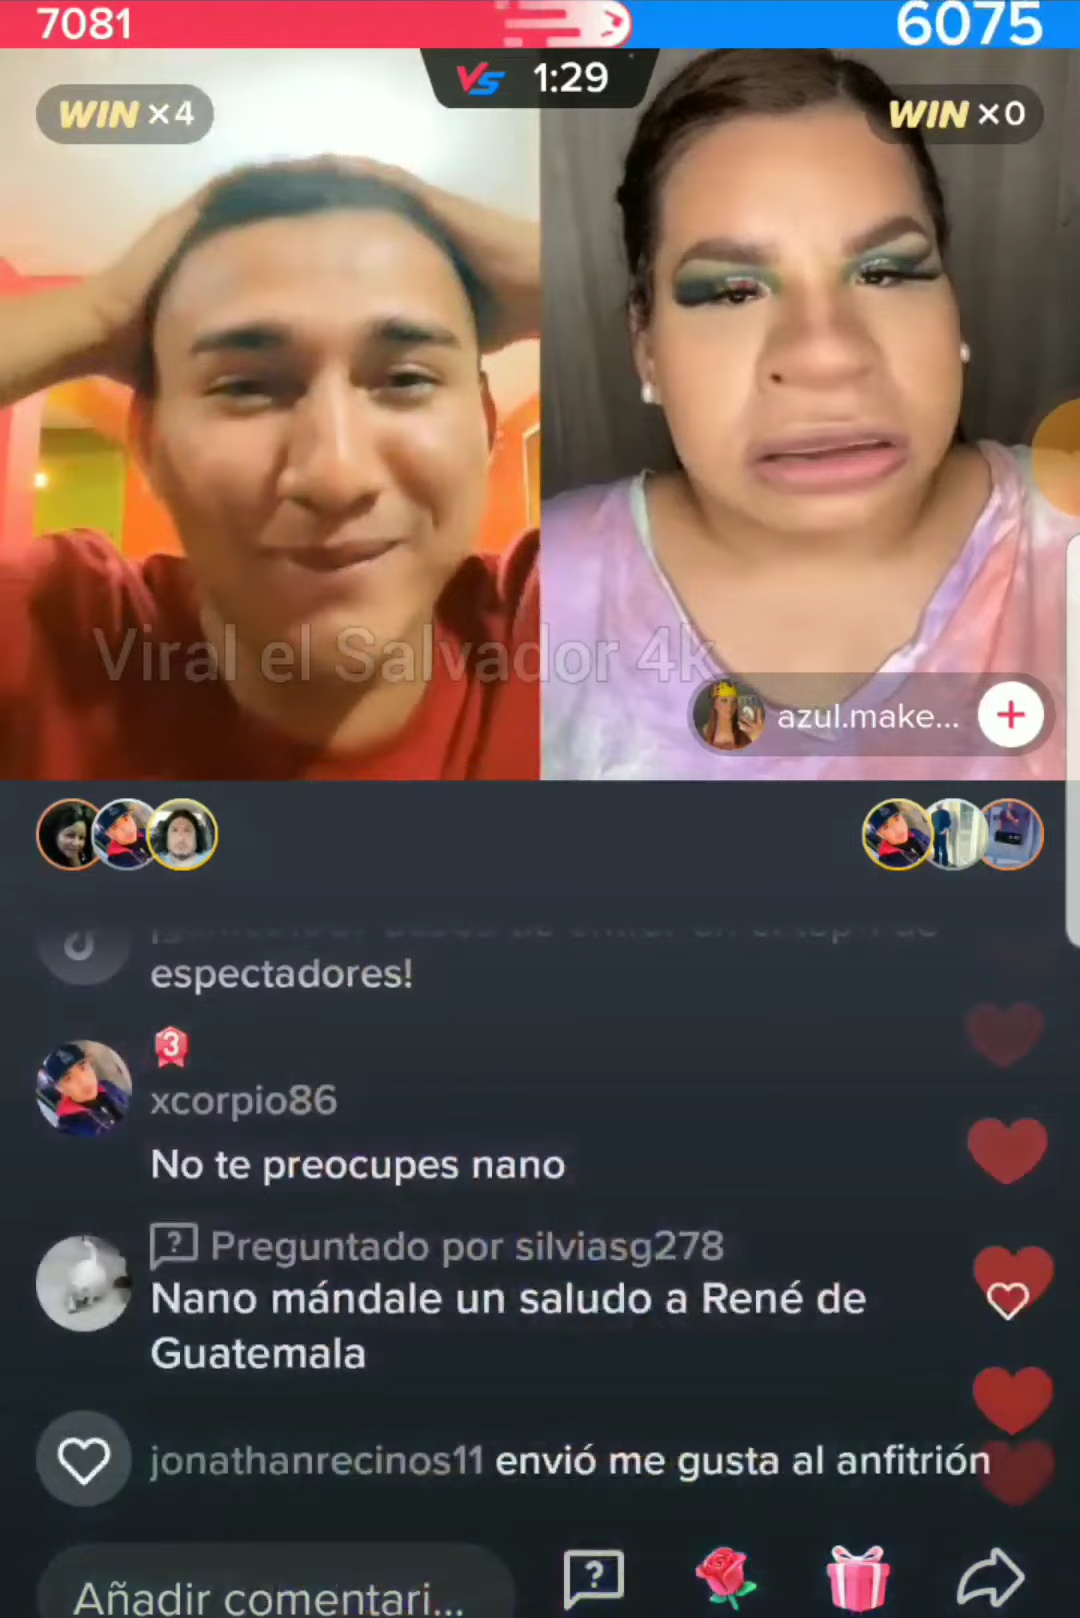 7081
6075
VS 1:29
WIN ×4
WIN ×0
Viral el Salvador 4k
azul.make...
espectadores!
3
xcorpio86
No te preocupes nano
? Preguntado por silviasg278
Nano mándale un saludo a René de
Guatemala
jonathanrecinos11 envió me gusta al anfitrión
Añadir comentari...
?